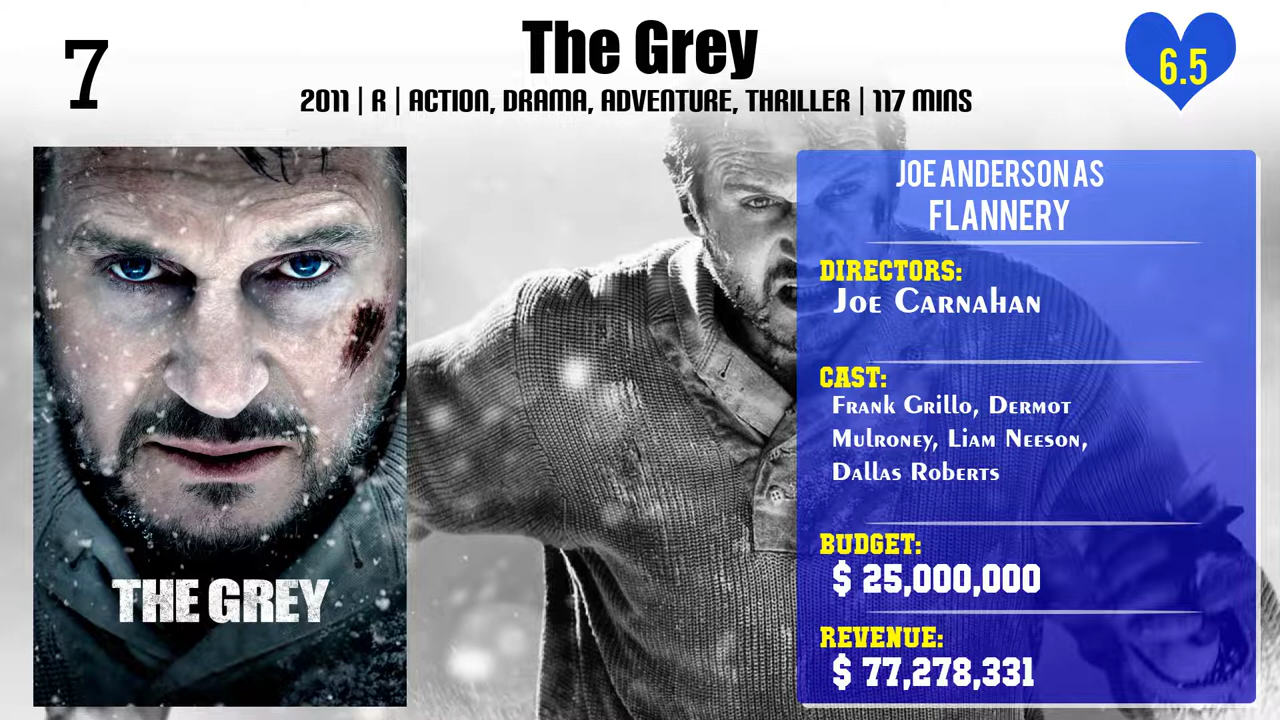 7
The Grey
2011 | R | ACTION, DRAMA, ADVENTURE, THRILLER | 117 MINS
6.5
THE GREY
JOE ANDERSON AS
FLANNERY
DIRECTORS:
Joe Carnahan
CAST:
Frank Grillo, Dermot
Mulroney, Liam Neeson,
Dallas Roberts
BUDGET:
$ 25,000,000
REVENUE:
$ 77,278,331